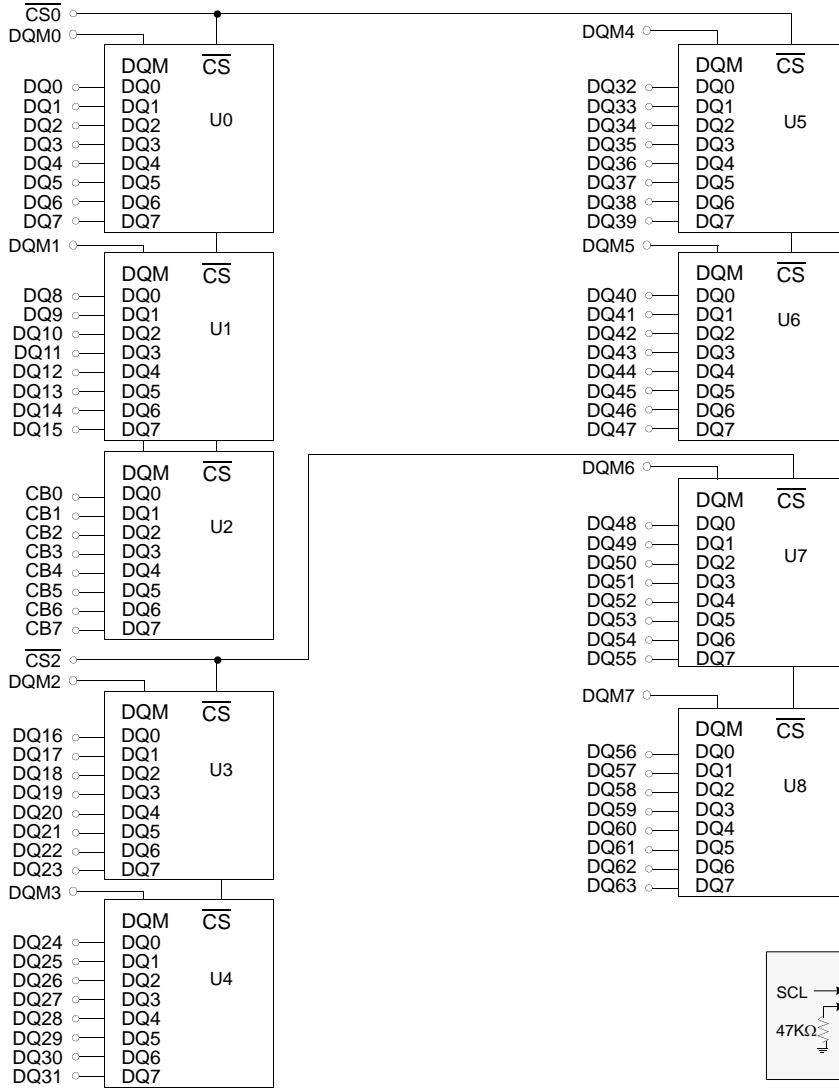 CS0
DQM0
DQM CS
DQ0 DQ0
DQ1 DQ1
DQ2 DQ2
U0
DQ3 DQ3
DQ4 DQ4
DQ5 DQ5
DQ6 DQ6
DQ7 DQ7
DQM1
DQM CS
DQ8 DQ0
DQ9 DQ1
DQ10 DQ2
U1
DQ11 DQ3
DQ12 DQ4
DQ13 DQ5
DQ14 DQ6
DQ15 DQ7
DQM CS
CB0 DQ0
CB1 DQ1
CB2 DQ2
U2
CB3 DQ3
CB4 DQ4
CB5 DQ5
CB6 DQ6
CB7 DQ7
CS2
DQM2
DQM CS
DQ16 DQ0
DQ17 DQ1
DQ18 DQ2
U3
DQ19 DQ3
DQ20 DQ4
DQ21 DQ5
DQ22 DQ6
DQ23 DQ7
DQM3
DQM CS
DQ24 DQ0
DQ25 DQ1
DQ26 DQ2
U4
DQ27 DQ3
DQ28 DQ4
DQ29 DQ5
DQ30 DQ6
DQ31 DQ7
DQM4
DQM CS
DQ32 DQ0
DQ33 DQ1
DQ34 DQ2
U5
DQ35 DQ3
DQ36 DQ4
DQ37 DQ5
DQ38 DQ6
DQ39 DQ7
DQM5
DQM CS
DQ40 DQ0
DQ41 DQ1
DQ42 DQ2
U6
DQ43 DQ3
DQ44 DQ4
DQ45 DQ5
DQ46 DQ6
DQ47 DQ7
DQM6
DQM CS
DQ48 DQ0
DQ49 DQ1
DQ50 DQ2
U7
DQ51 DQ3
DQ52 DQ4
DQ53 DQ5
DQ54 DQ6
DQ55 DQ7
DQM7
DQM CS
DQ56 DQ0
DQ57 DQ1
DQ58 DQ2
U8
DQ59 DQ3
DQ60 DQ4
DQ61 DQ5
DQ62 DQ6
DQ63 DQ7
SCL
47KΩ